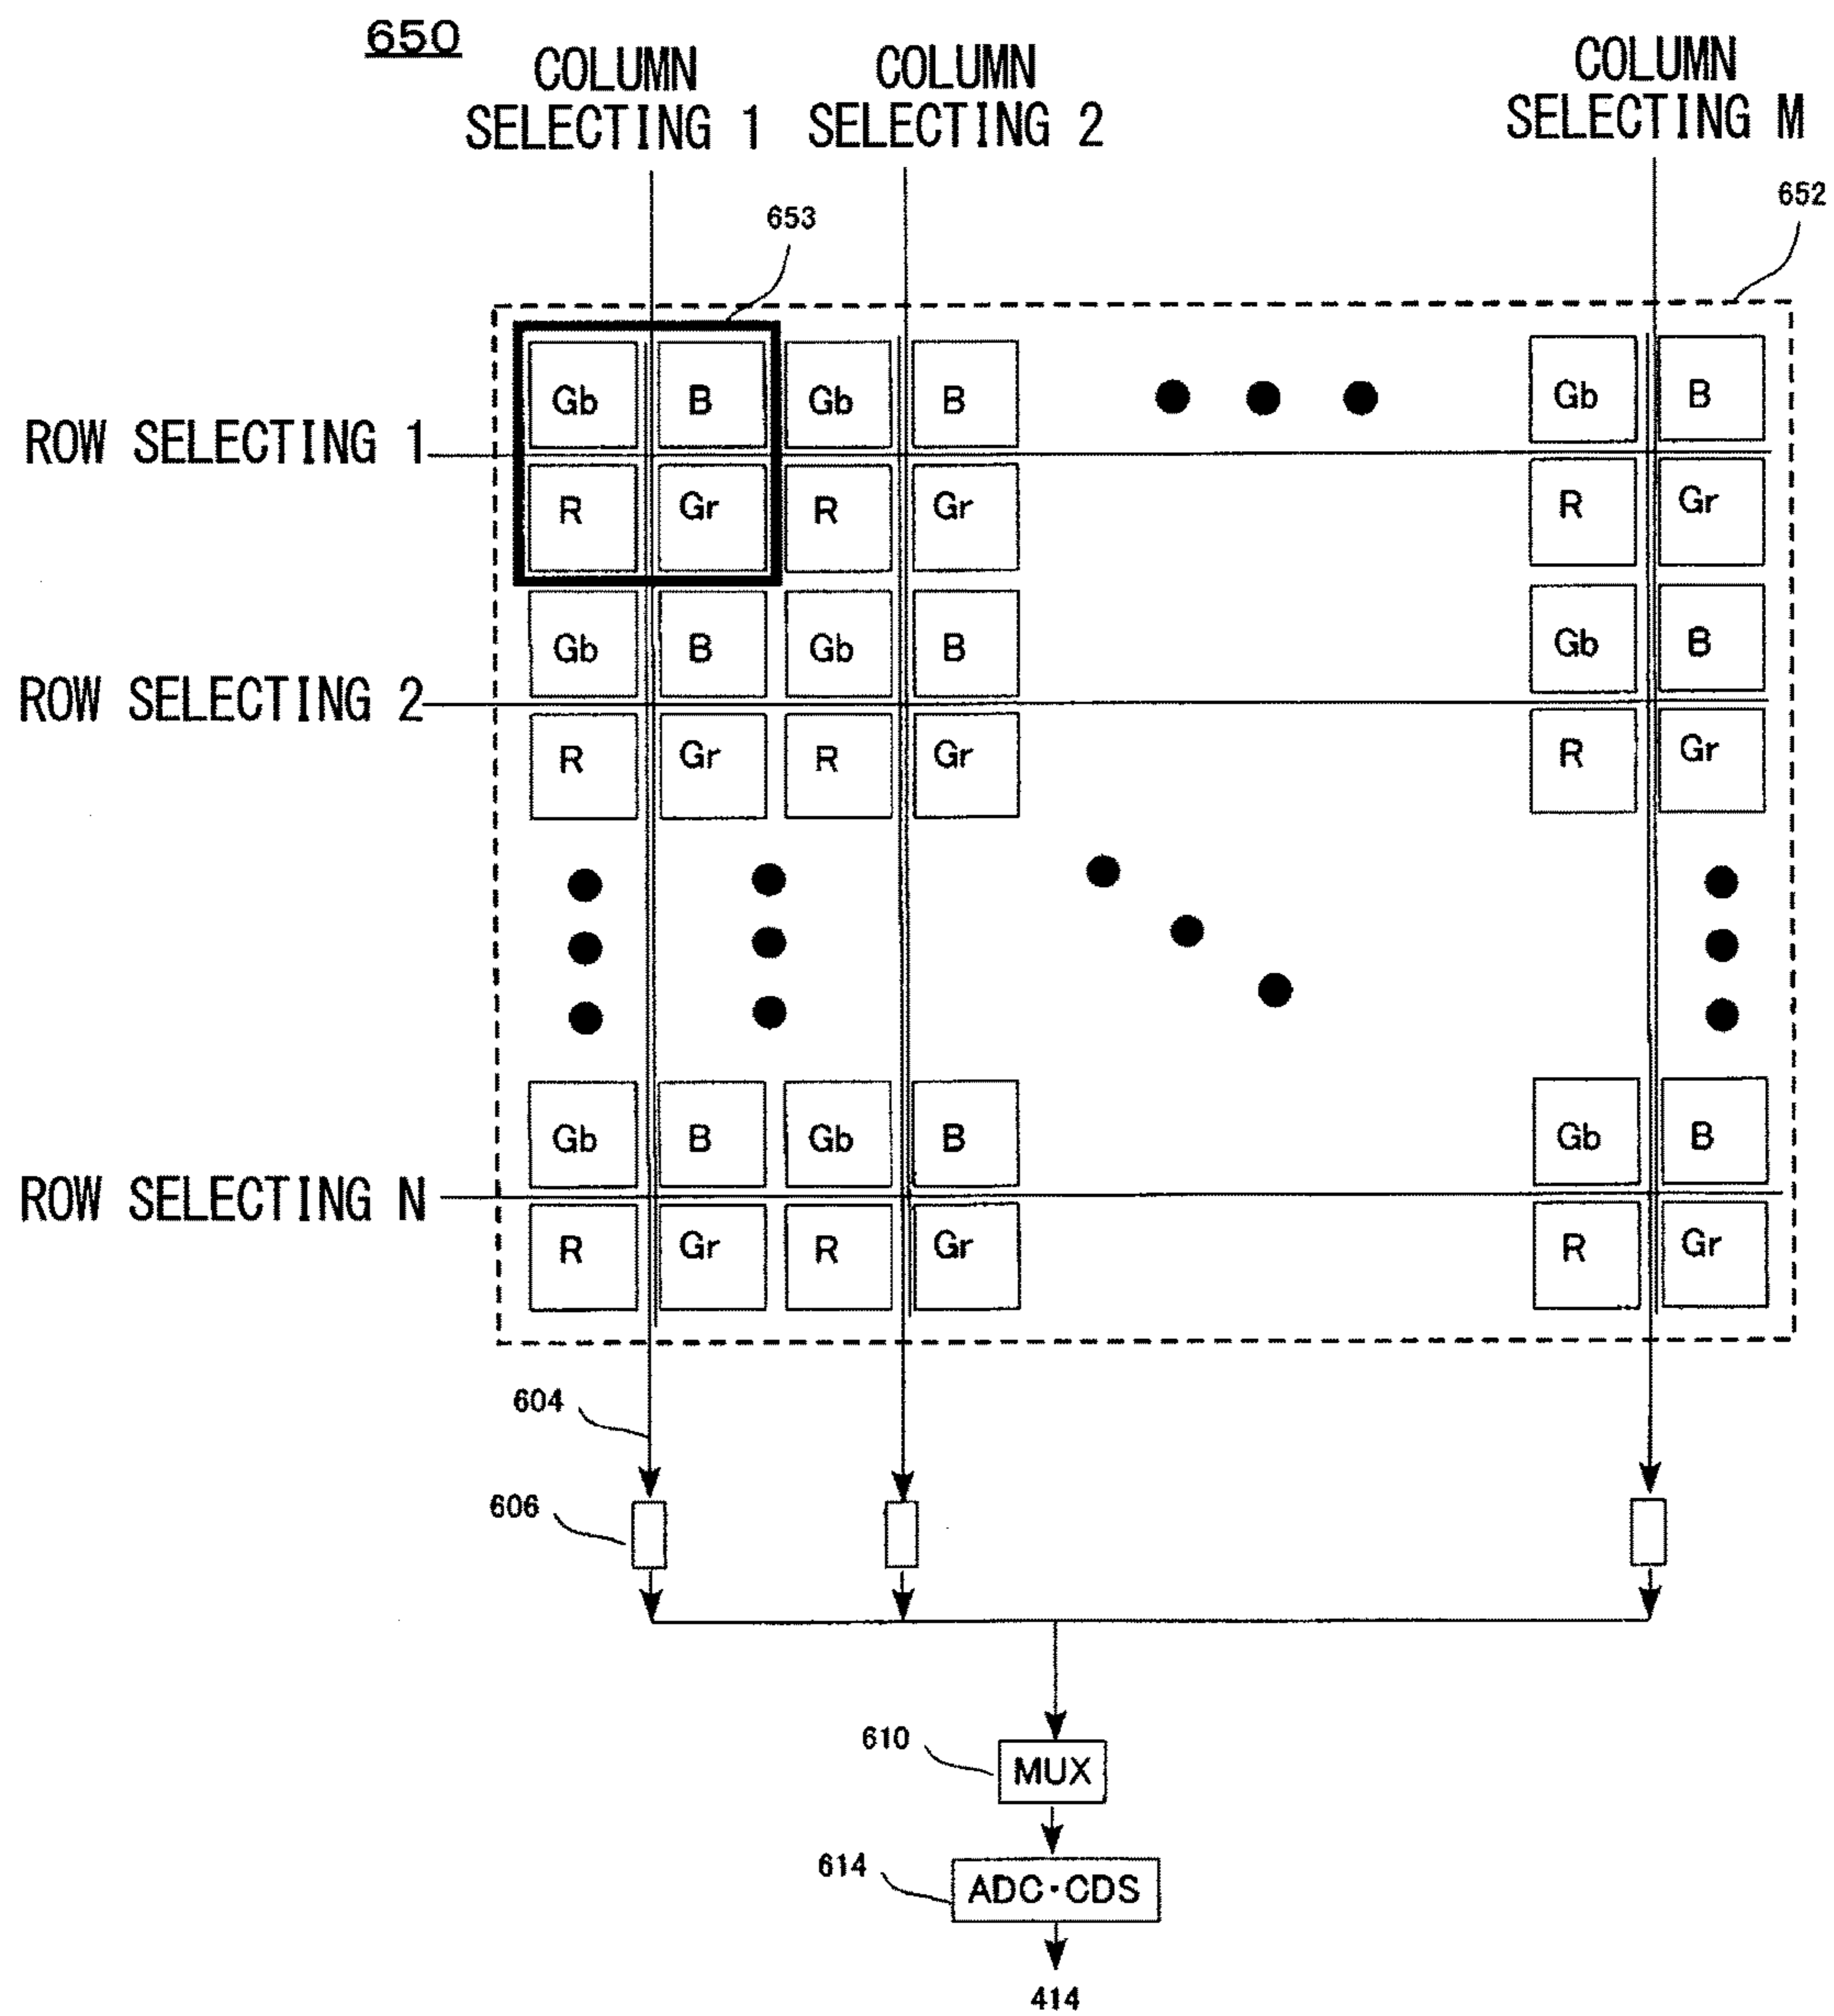 650
COLUMN SELECTING 1
COLUMN SELECTING 2
COLUMN SELECTING M
653
652
Gb B Gb B Gb B
ROW SELECTING 1
R Gr R Gr R Gr
Gb B Gb B Gb B
ROW SELECTING 2
R Gr R Gr R Gr
Gb B Gb B Gb B
ROW SELECTING N
R Gr R Gr R Gr
604
606
610
MUX
614
ADC・CDS
414